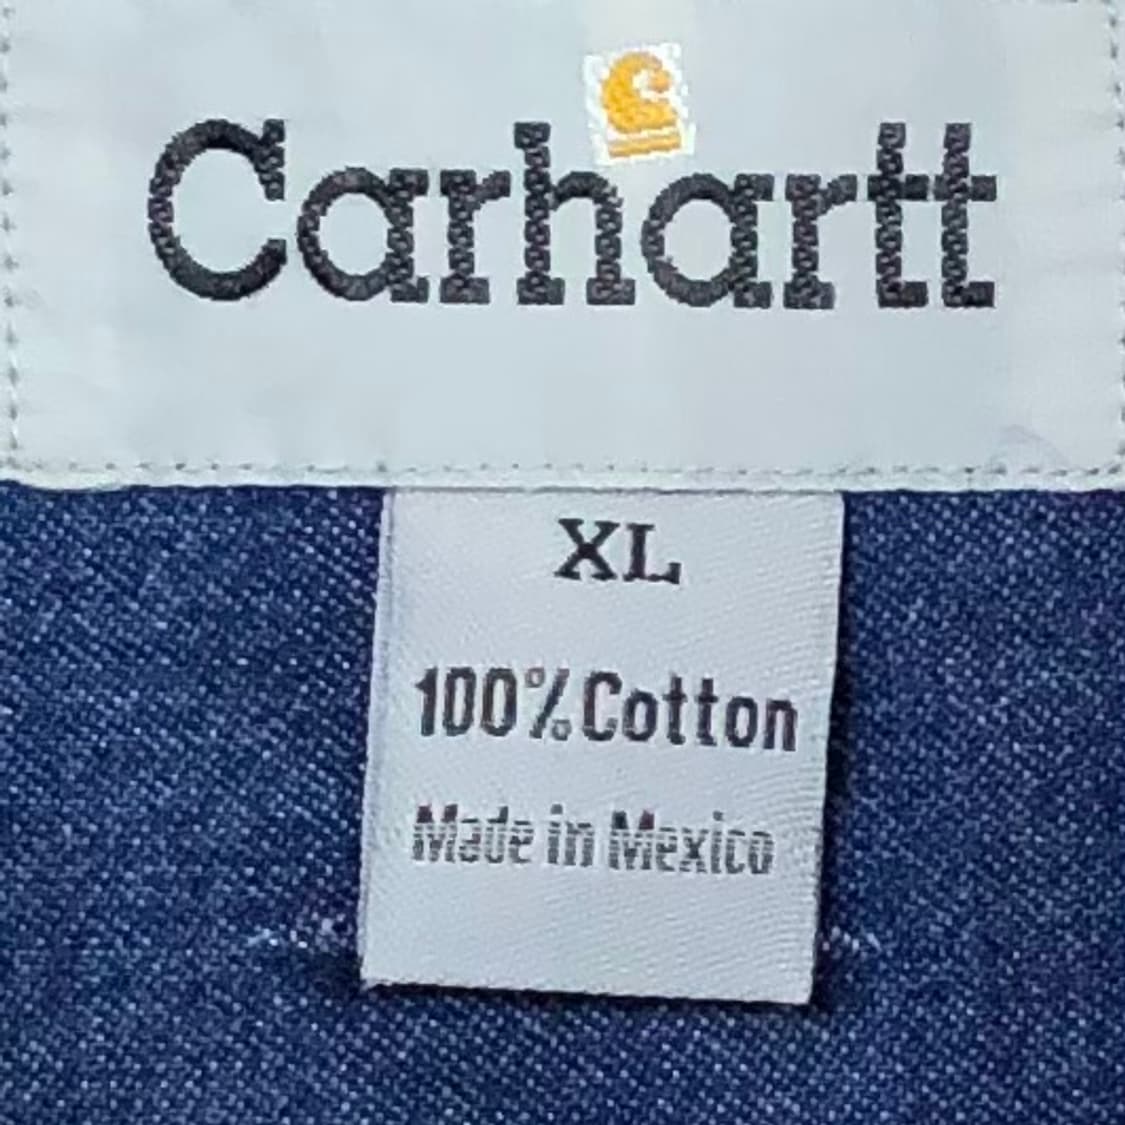 Carhartt
XL
100% Cotton
Made in Mexico